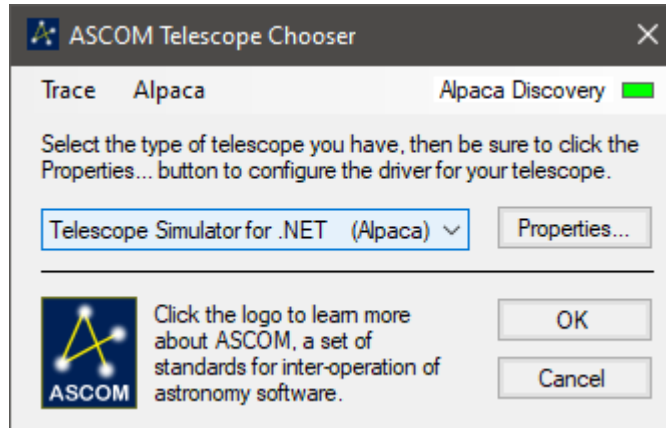 ASCOM Telescope Chooser
Trace Alpaca Alpaca Discovery
Select the type of telescope you have, then be sure to click the
Properties... button to configure the driver for your telescope.
Telescope Simulator for .NET (Alpaca)
Properties...
Click the logo to learn more
about ASCOM, a set of
standards for inter-operation of
astronomy software.
ASCOM
OK
Cancel